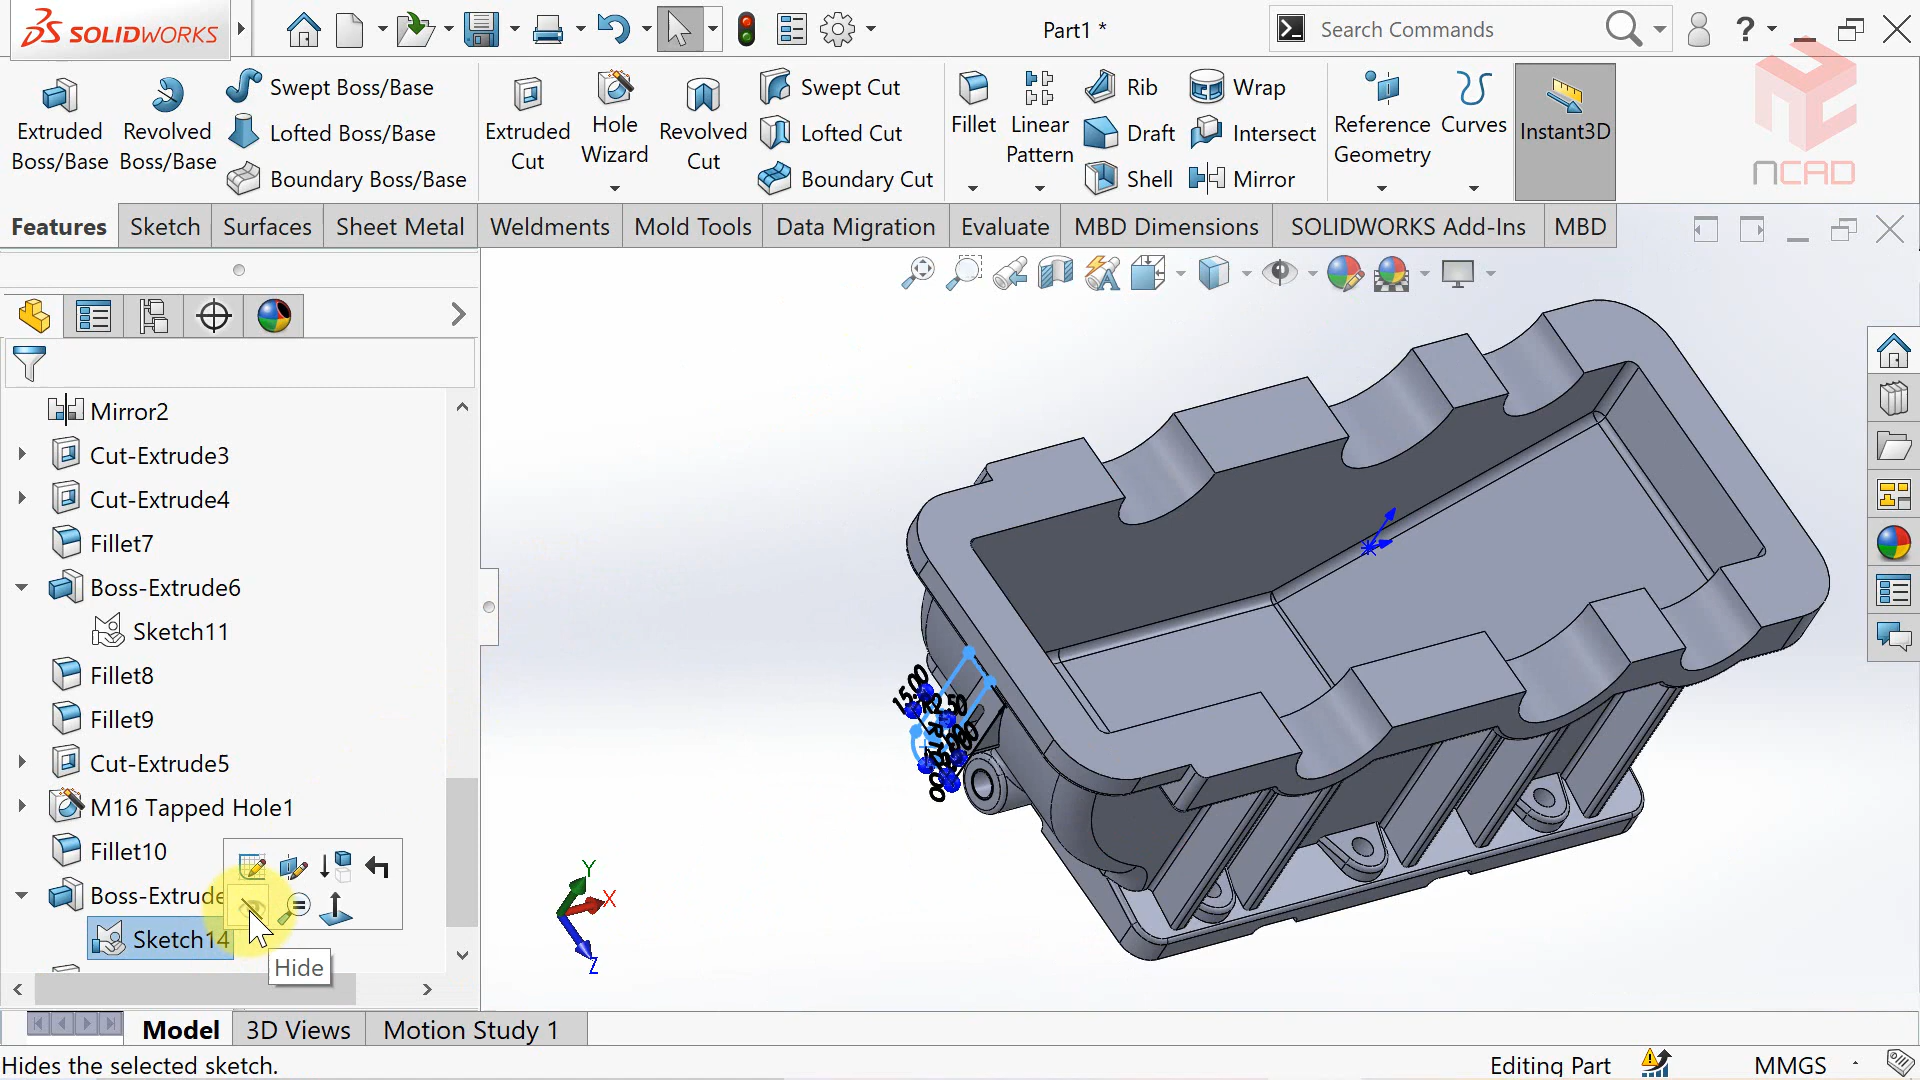 SOLIDWORKS
Part1 *
Search Commands
?
Extruded Boss/Base
Revolved Boss/Base
Swept Boss/Base
Lofted Boss/Base
Boundary Boss/Base
Extruded Cut
Hole Wizard
Revolved Cut
Swept Cut
Lofted Cut
Boundary Cut
Fillet
Linear Pattern
Rib
Draft
Shell
Wrap
Intersect
Mirror
Reference Geometry
Curves
Instant3D
NCAD
Features
Sketch
Surfaces
Sheet Metal
Weldments
Mold Tools
Data Migration
Evaluate
MBD Dimensions
SOLIDWORKS Add-Ins
MBD
Mirror2
Cut-Extrude3
Cut-Extrude4
Fillet7
Boss-Extrude6
Sketch11
Fillet8
Fillet9
Cut-Extrude5
M16 Tapped Hole1
Fillet10
Boss-Extrude
Sketch14
Hide
15.00
Y
X
Z
Model
3D Views
Motion Study 1
Hides the selected sketch.
Editing Part
MMGS